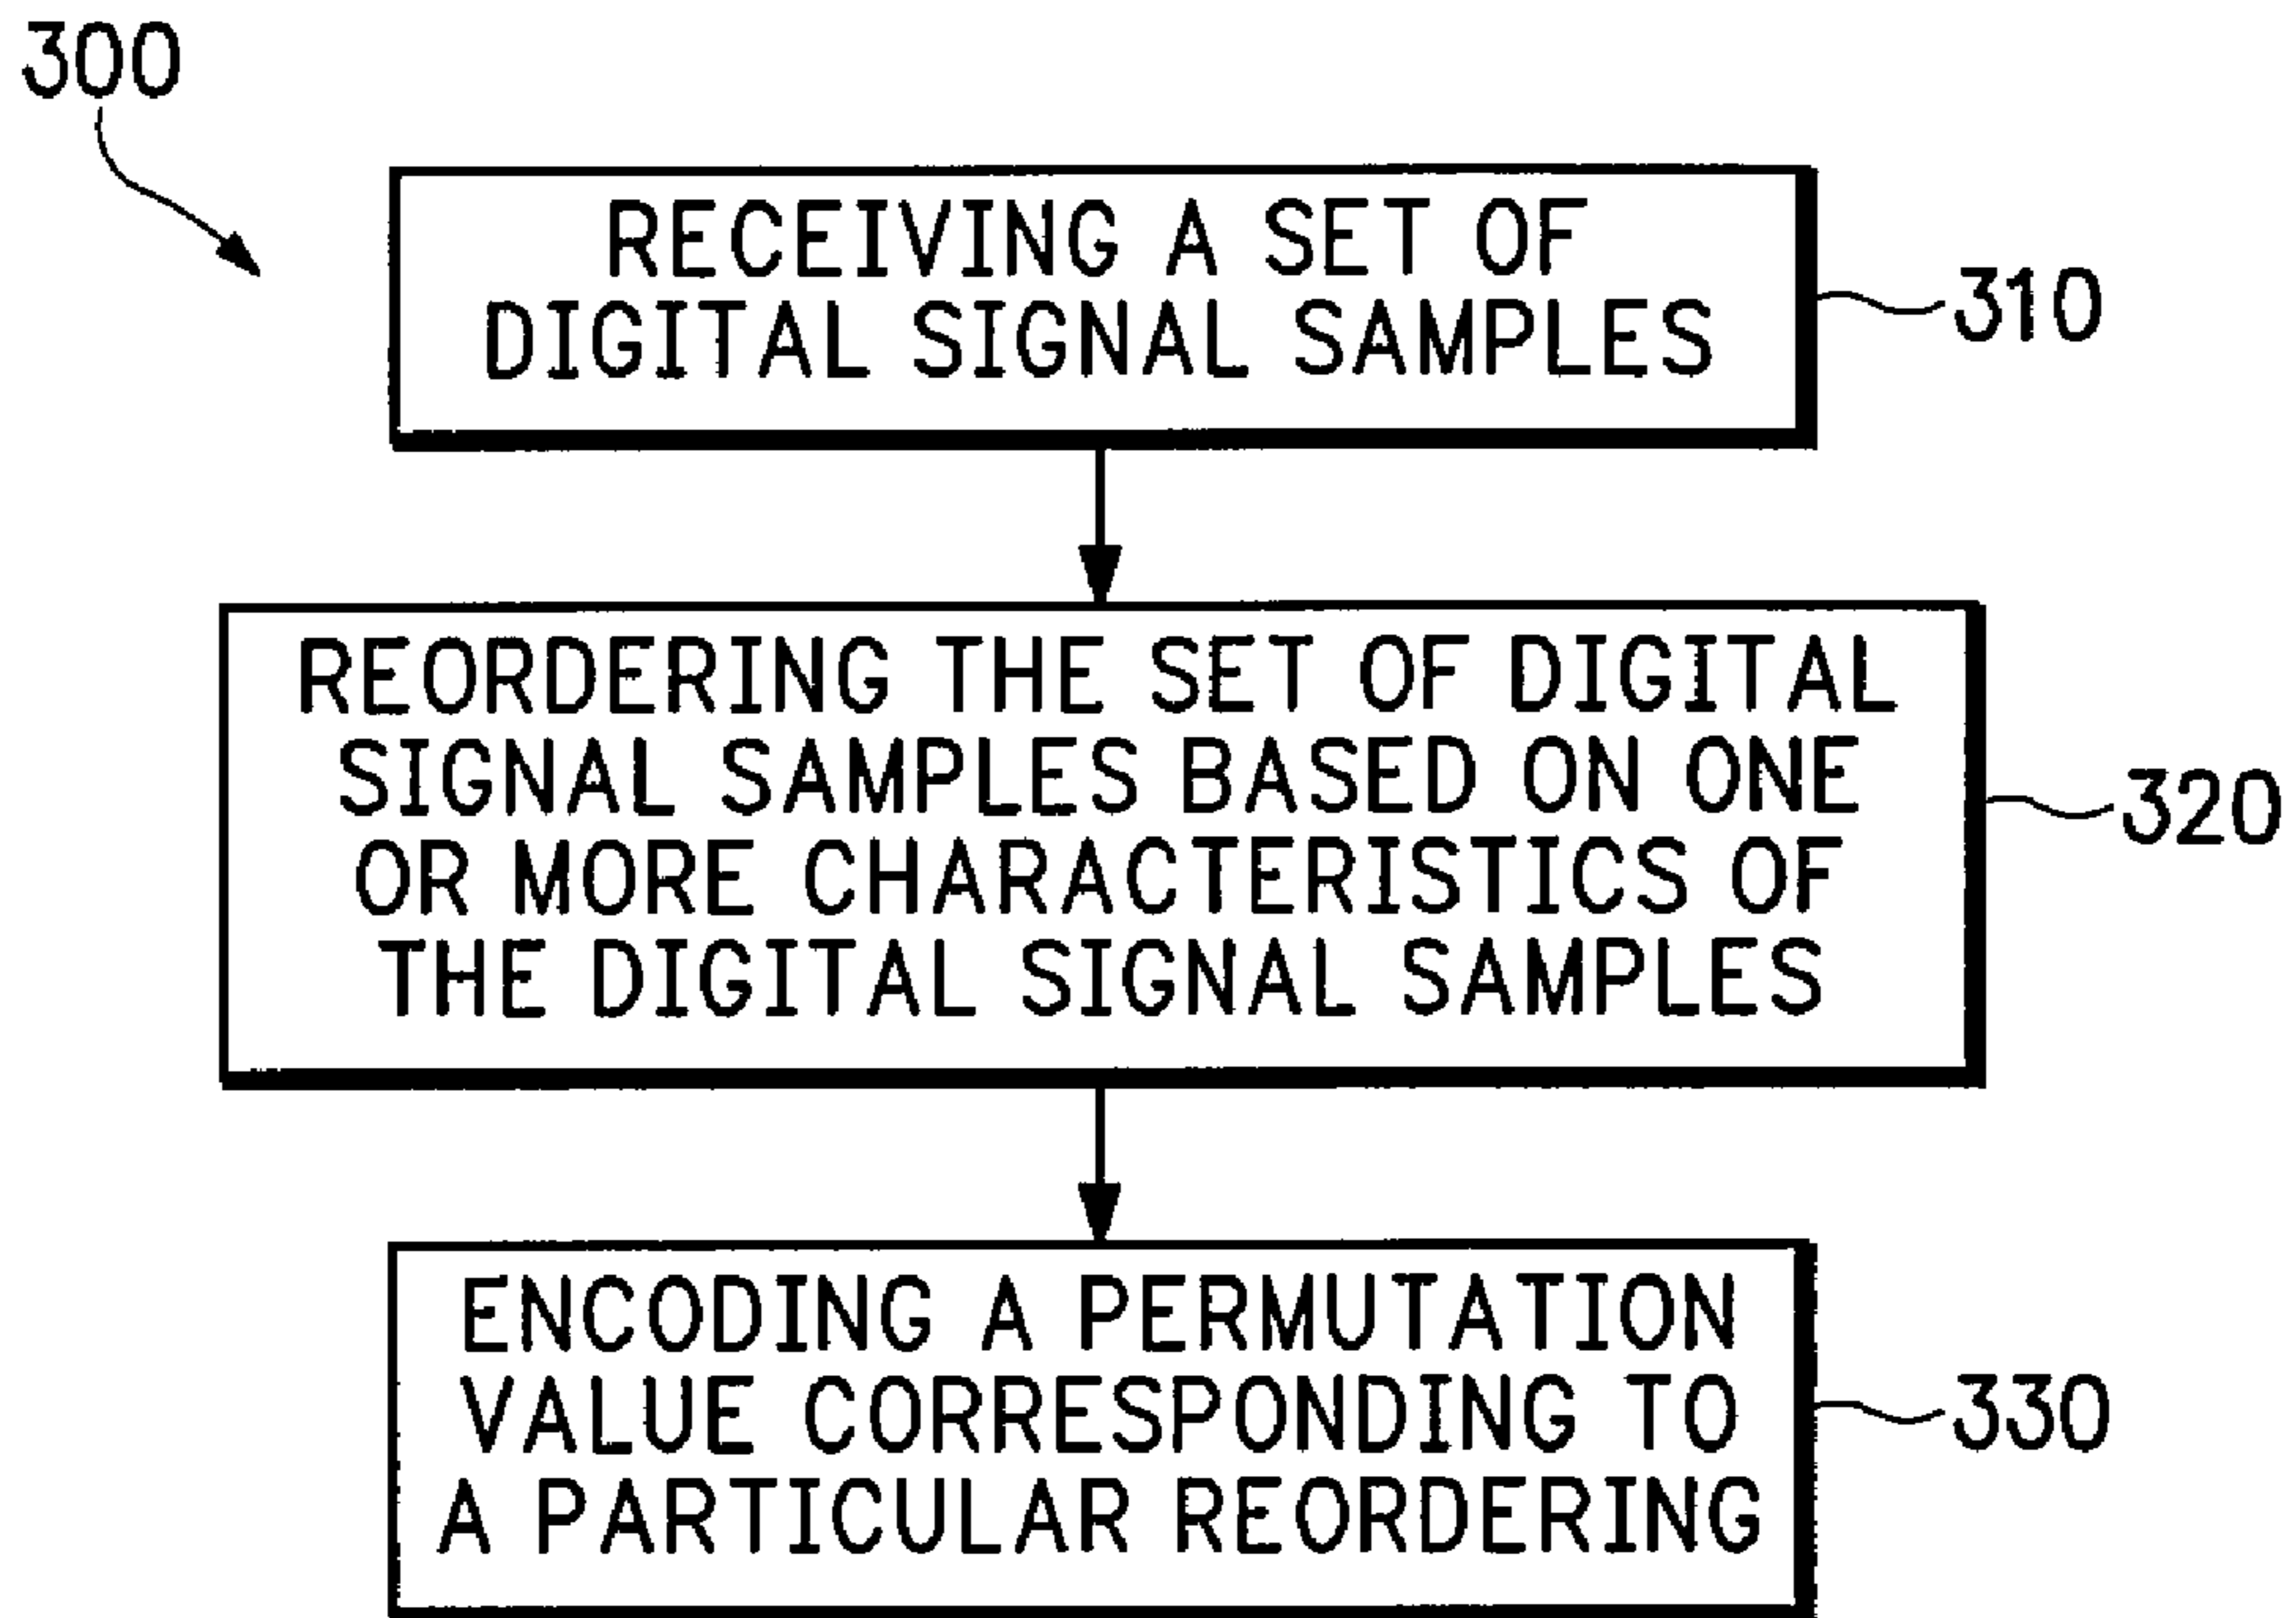 300
RECEIVING A SET OF
DIGITAL SIGNAL SAMPLES
310
REORDERING THE SET OF DIGITAL
SIGNAL SAMPLES BASED ON ONE
OR MORE CHARACTERISTICS OF
THE DIGITAL SIGNAL SAMPLES
320
ENCODING A PERMUTATION
VALUE CORRESPONDING TO
A PARTICULAR REORDERING
330